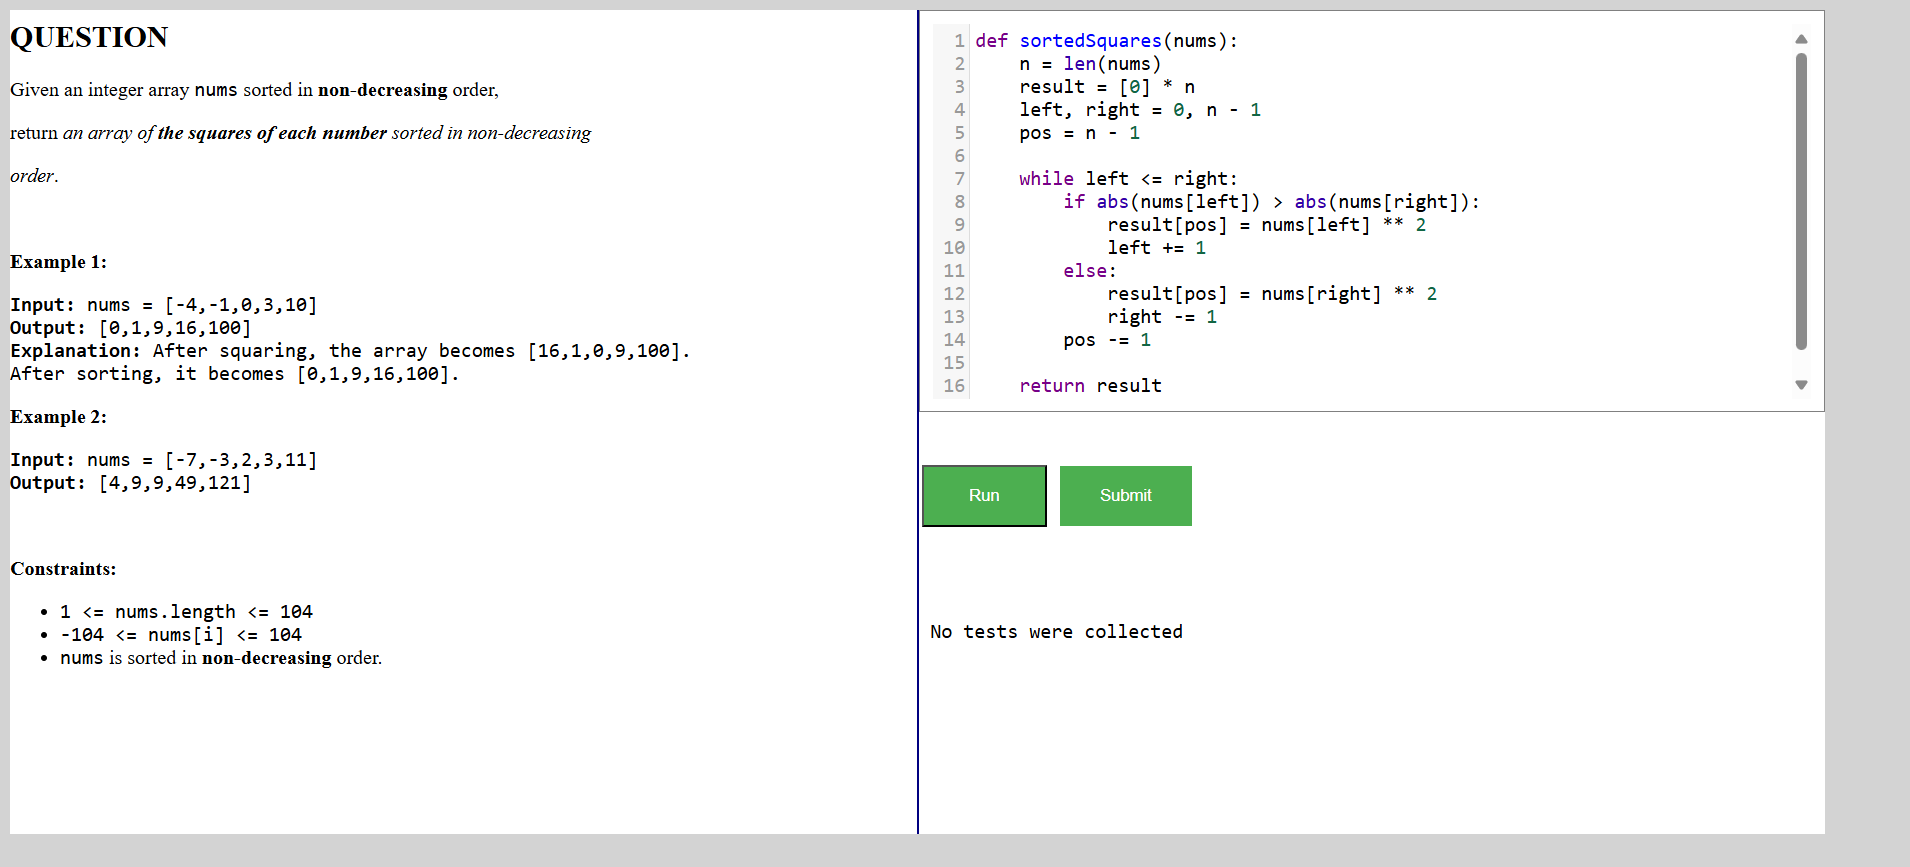 QUESTION
Given an integer array nums sorted in non-decreasing order,
return an array of the squares of each number sorted in non-decreasing
order.
Example 1:
Input: nums = [-4,-1,0,3,10]
Output: [0,1,9,16,100]
Explanation: After squaring, the array becomes [16,1,0,9,100].
After sorting, it becomes [0,1,9,16,100].
Example 2:
Input: nums = [-7,-3,2,3,11]
Output: [4,9,9,49,121]
Constraints:
• 1 <= nums.length <= 104
• -104 <= nums[i] <= 104
• nums is sorted in non-decreasing order.
1 def sortedSquares(nums):
2     n = len(nums)
3     result = [0] * n
4     left, right = 0, n - 1
5     pos = n - 1
6
7     while left <= right:
8         if abs(nums[left]) > abs(nums[right]):
9             result[pos] = nums[left] ** 2
10             left += 1
11         else:
12             result[pos] = nums[right] ** 2
13             right -= 1
14         pos -= 1
15
16     return result
Run
Submit
No tests were collected